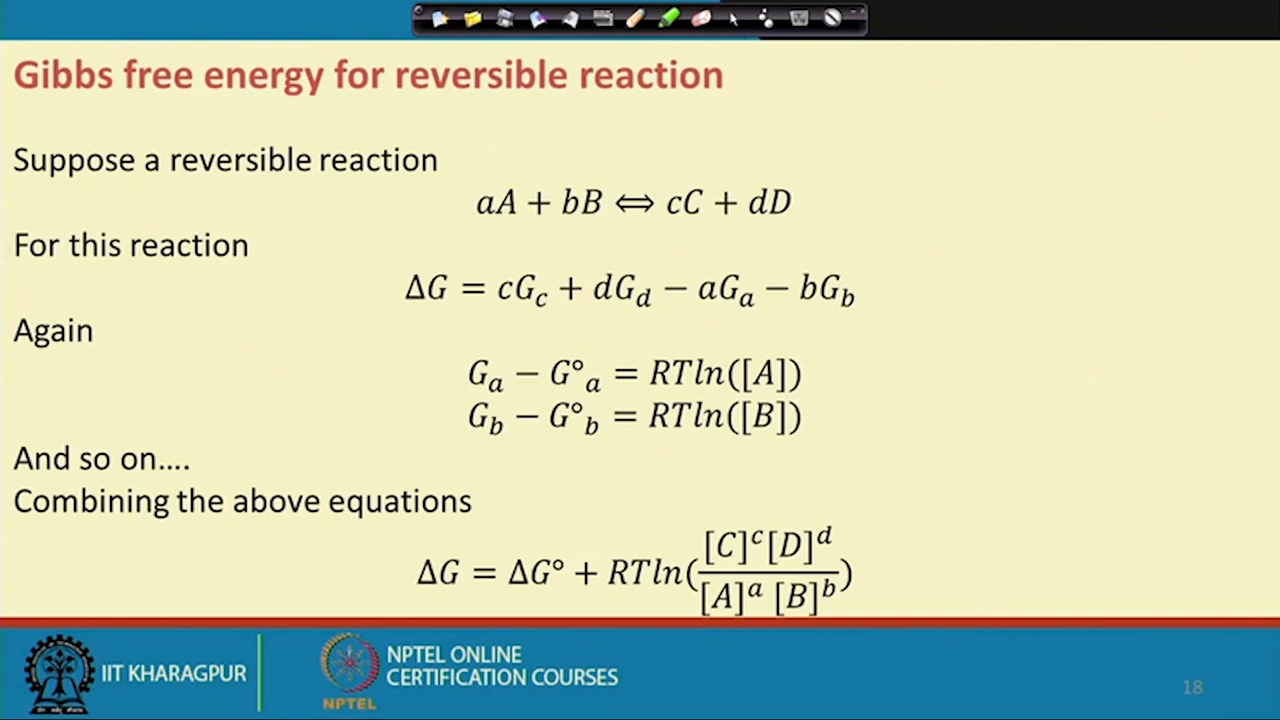 Gibbs free energy for reversible reaction
Suppose a reversible reaction
aA + bB ⟺ cC + dD
For this reaction
ΔG = cG_c + dG_d − aG_a − bG_b
Again
G_a − G°_a = RTln([A])
G_b − G°_b = RTln([B])
And so on....
Combining the above equations
ΔG = ΔG° + RTln([C]^c[D]^d / [A]^a [B]^b)
IIT KHARAGPUR
NPTEL
NPTEL ONLINE
CERTIFICATION COURSES
18